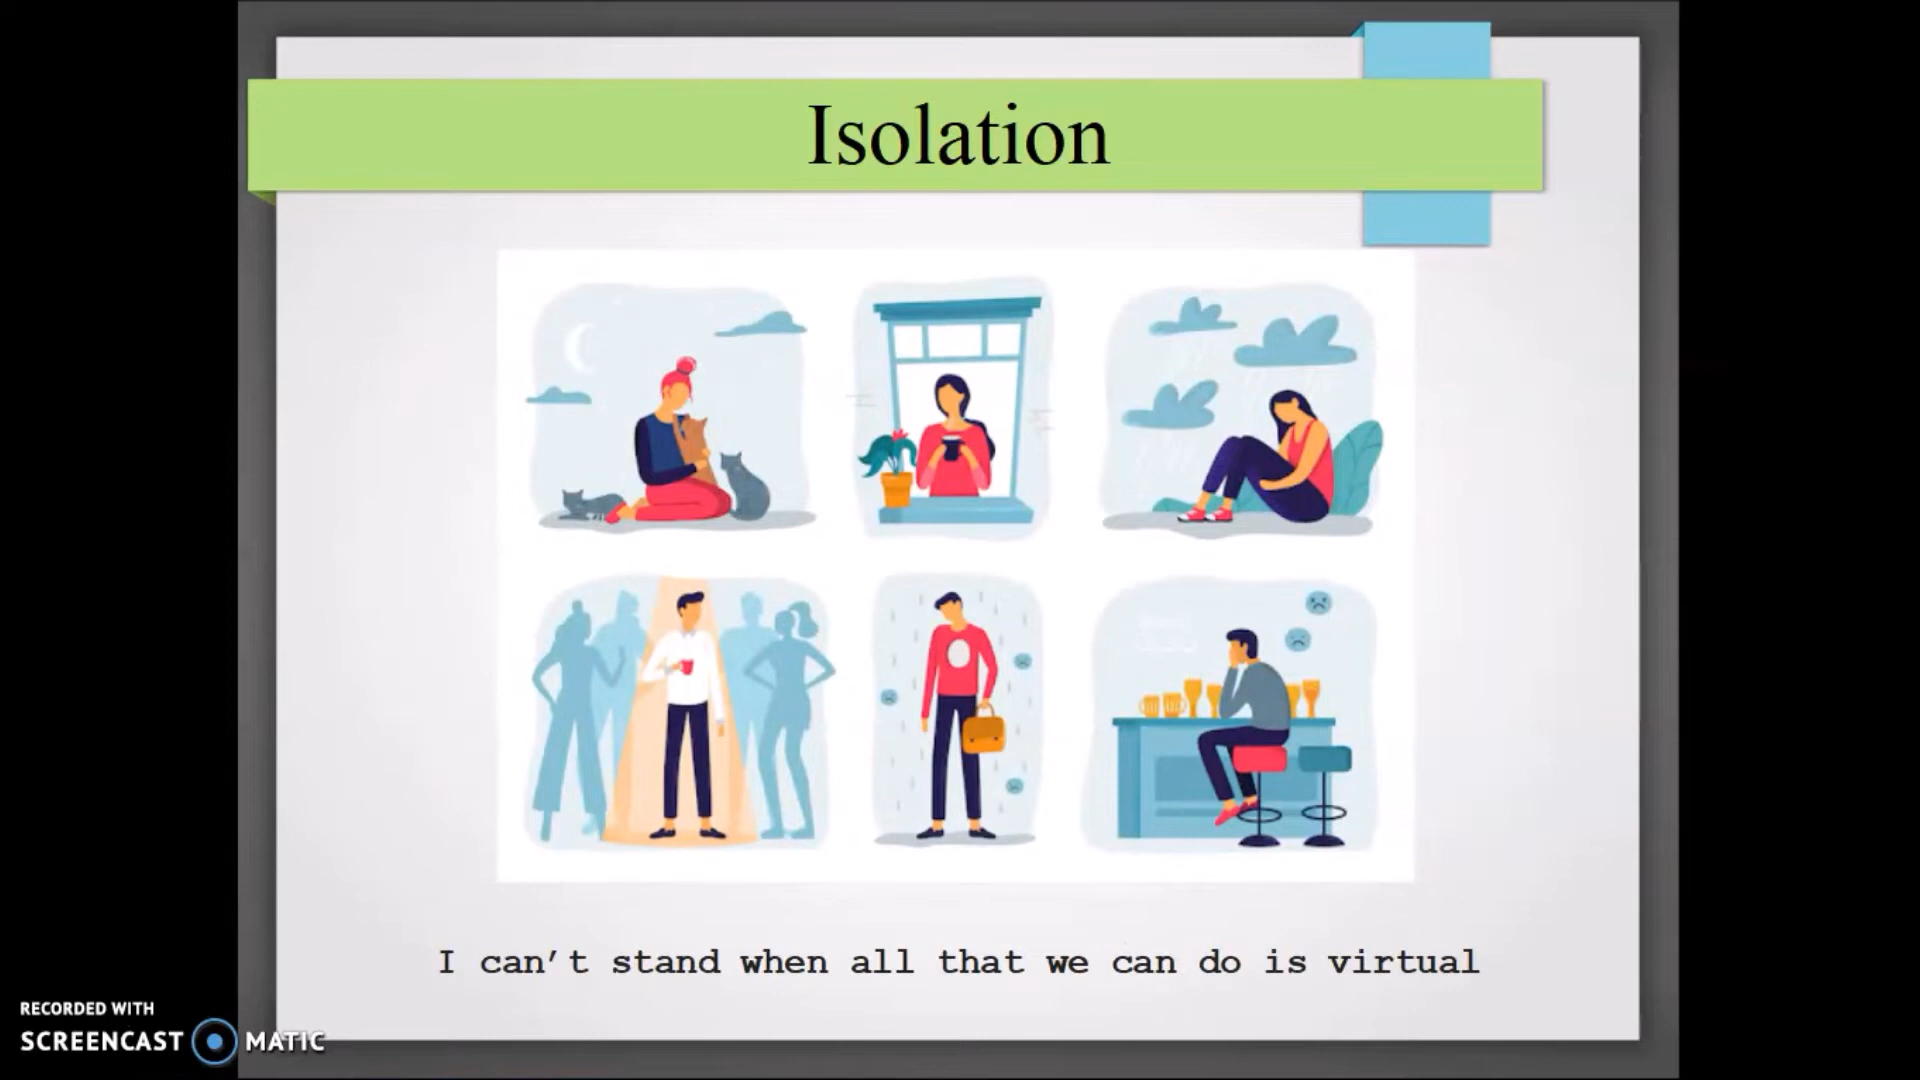 Isolation
I can't stand when all that we can do is virtual
RECORDED WITH
SCREENCAST MATIC